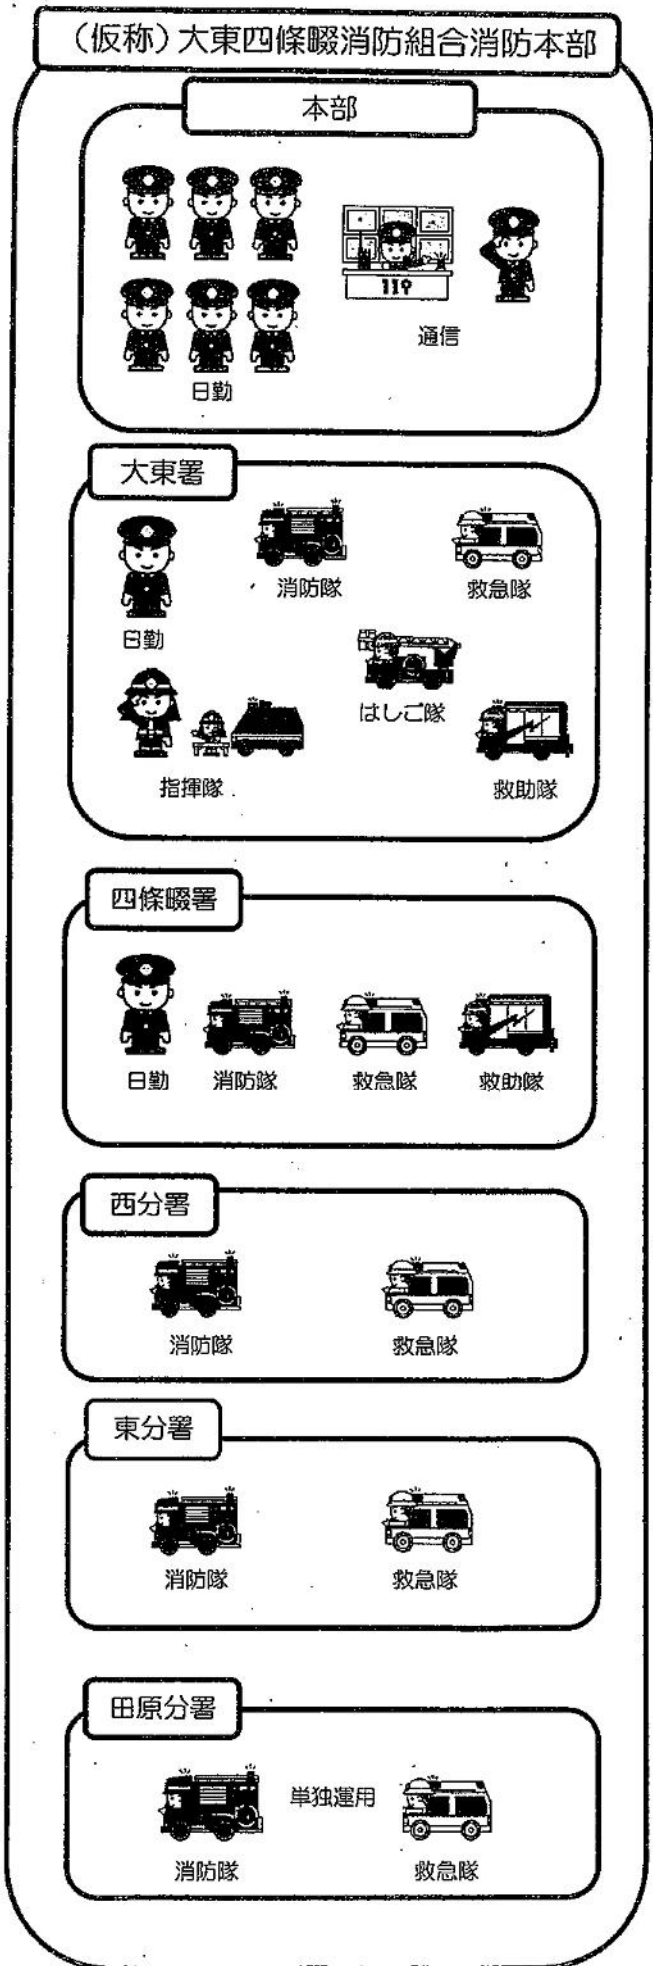 （仮称）大東四條畷消防組合消防本部
本部
119
通信
日勤
大東署
消防隊
救急隊
日勤
はしご隊
指揮隊
救助隊
四條畷署
日勤
消防隊
救急隊
救助隊
西分署
消防隊
救急隊
東分署
消防隊
救急隊
田原分署
単独運用
消防隊
救急隊